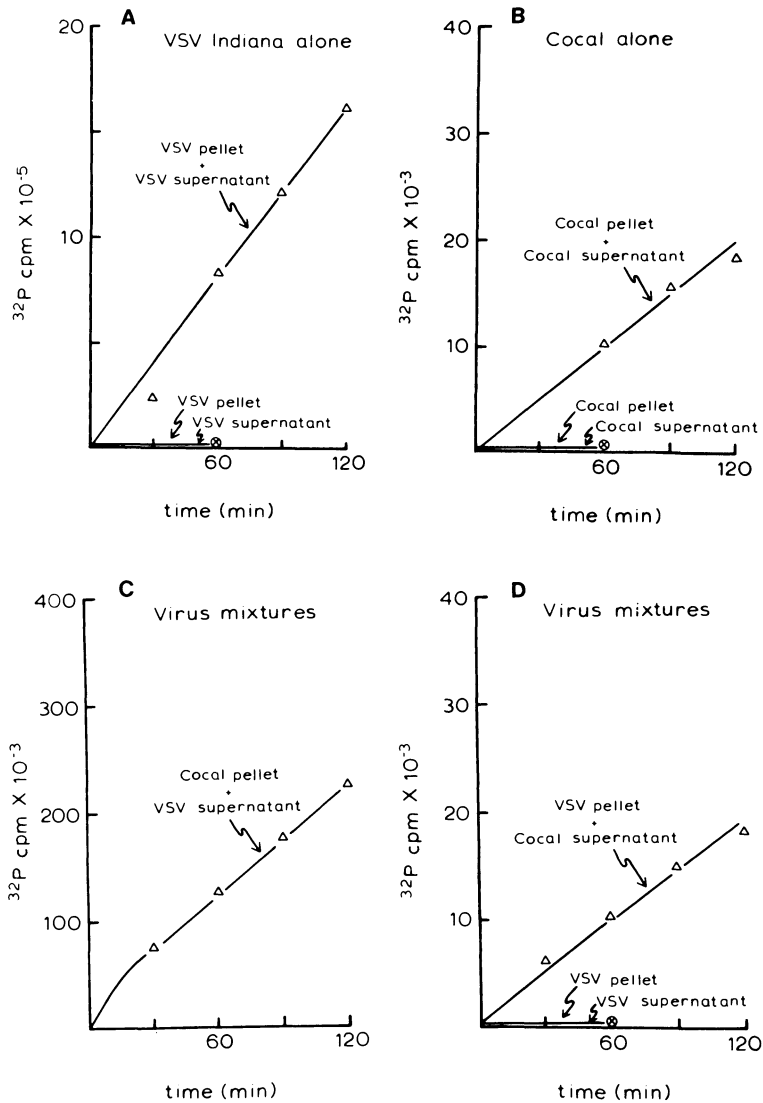 A
VSV Indiana alone
20
10
³²P cpm X 10⁻⁵
VSV pellet
+
VSV supernatant
VSV pellet
VSV supernatant
60
120
time (min)
B
Cocal alone
40
30
20
10
³²P cpm X 10⁻³
Cocal pellet
+
Cocal supernatant
Cocal pellet
Cocal supernatant
60
120
time (min)
C
Virus mixtures
400
300
200
100
³²P cpm X 10⁻³
Cocal pellet
+
VSV supernatant
60
120
time (min)
D
Virus mixtures
40
30
20
10
³²P cpm X 10⁻³
VSV pellet
+
Cocal supernatant
VSV pellet
VSV supernatant
60
120
time (min)